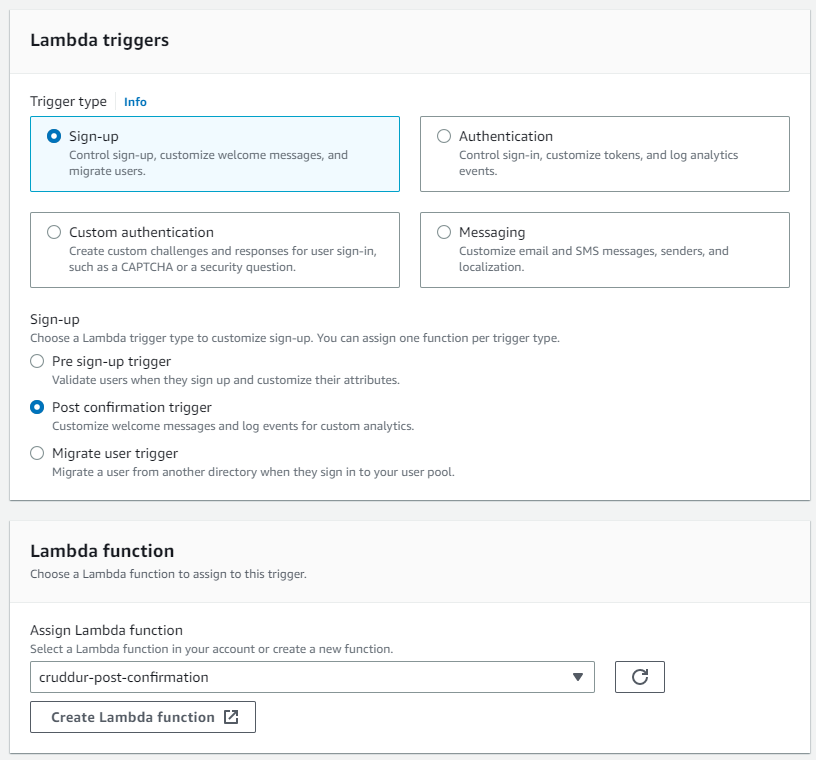 Lambda triggers
Trigger type Info
Sign-up
Control sign-up, customize welcome messages, and
migrate users.
Authentication
Control sign-in, customize tokens, and log analytics
events.
Custom authentication
Create custom challenges and responses for user sign-in,
such as a CAPTCHA or a security question.
Messaging
Customize email and SMS messages, senders, and
localization.
Sign-up
Choose a Lambda trigger type to customize sign-up. You can assign one function per trigger type.
Pre sign-up trigger
Validate users when they sign up and customize their attributes.
Post confirmation trigger
Customize welcome messages and log events for custom analytics.
Migrate user trigger
Migrate a user from another directory when they sign in to your user pool.
Lambda function
Choose a Lambda function to assign to this trigger.
Assign Lambda function
Select a Lambda function in your account or create a new function.
cruddur-post-confirmation
Create Lambda function